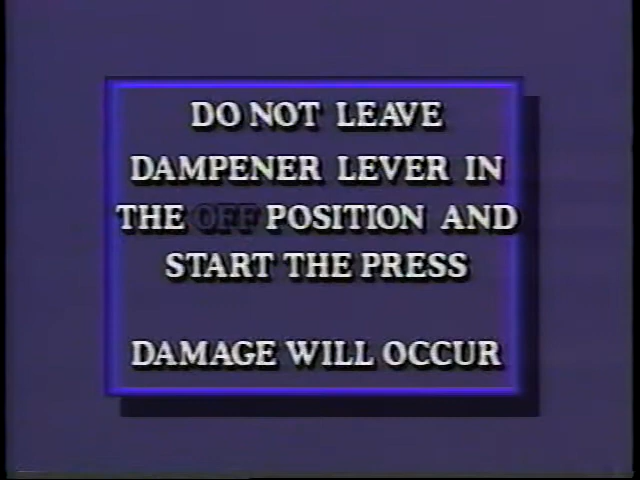 DO NOT LEAVE
DAMPENER LEVER IN
THE OFF POSITION AND
START THE PRESS
DAMAGE WILL OCCUR